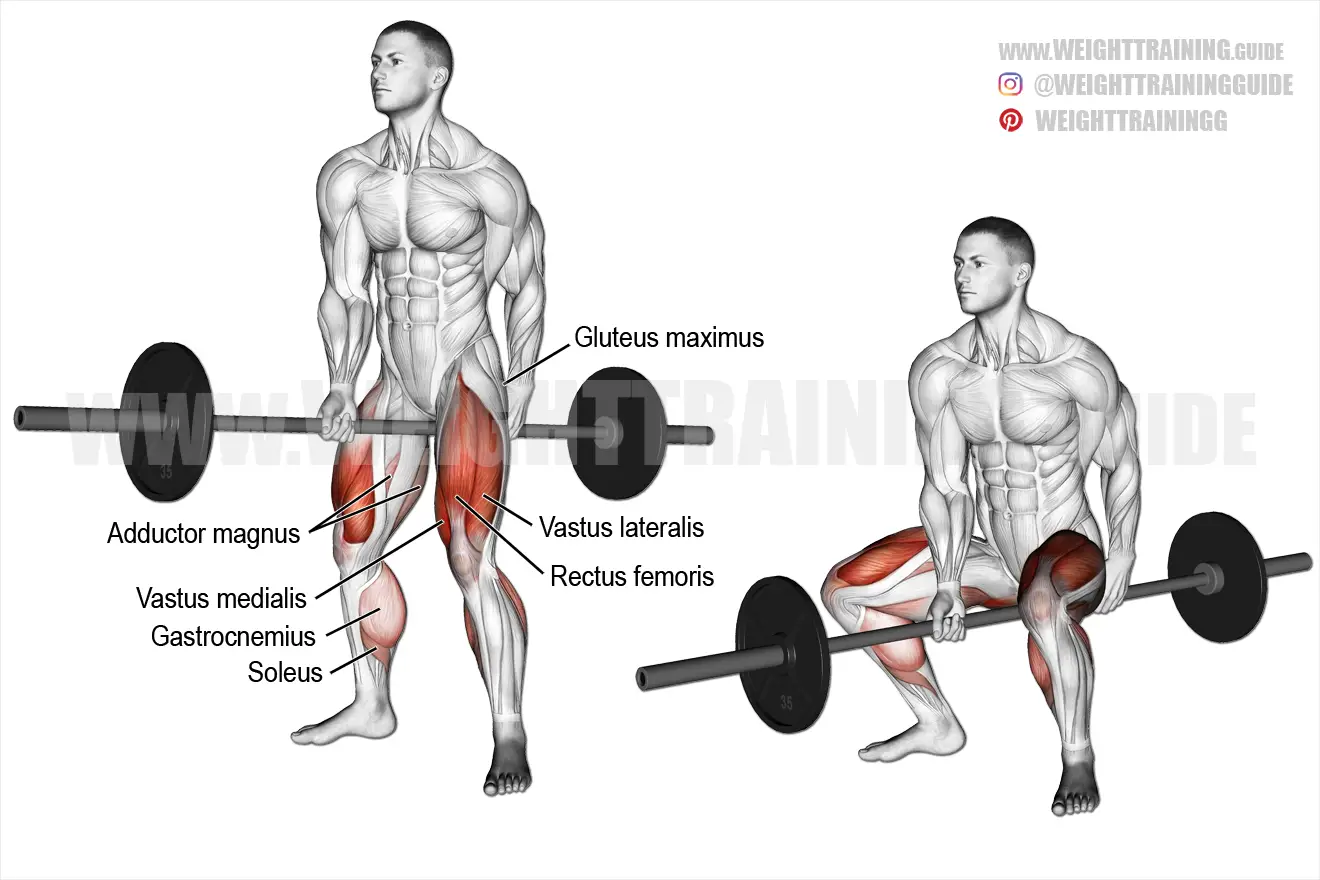 WWW.WEIGHTTRAINING.GUIDE
@WEIGHTTRAININGGUIDE
WEIGHTTRAININGG
Gluteus maximus
WWW.WEIGHTTRAINING.GUIDE
35
Adductor magnus
Vastus lateralis
Rectus femoris
Vastus medialis
Gastrocnemius
Soleus
35